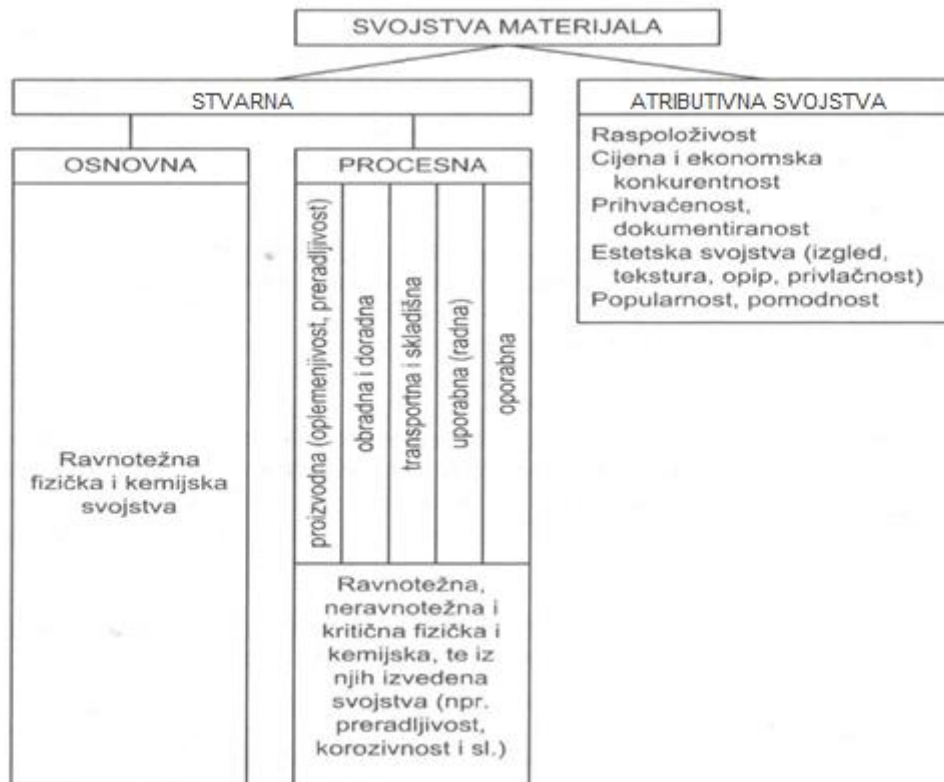 SVOJSTVA MATERIJALA
STVARNA
OSNOVNA
Ravnotežna
fizička i kemijska
svojstva
PROCESNA
proizvodna (oplemenjivost, preradljivost)
obradna i doradna
transportna i skladišna
uporabna (radna)
oporabna
Ravnotežna,
neravnotežna i
kritična fizička i
kemijska, te iz
njih izvedena
svojstva (npr.
preradljivost,
korozivnost i sl.)
ATRIBUTIVNA SVOJSTVA
Raspoloživost
Cijena i ekonomska
konkurentnost
Prihvaćenost,
dokumentiranost
Estetska svojstva (izgled,
tekstura, opip, privlačnost)
Popularnost, pomodnost